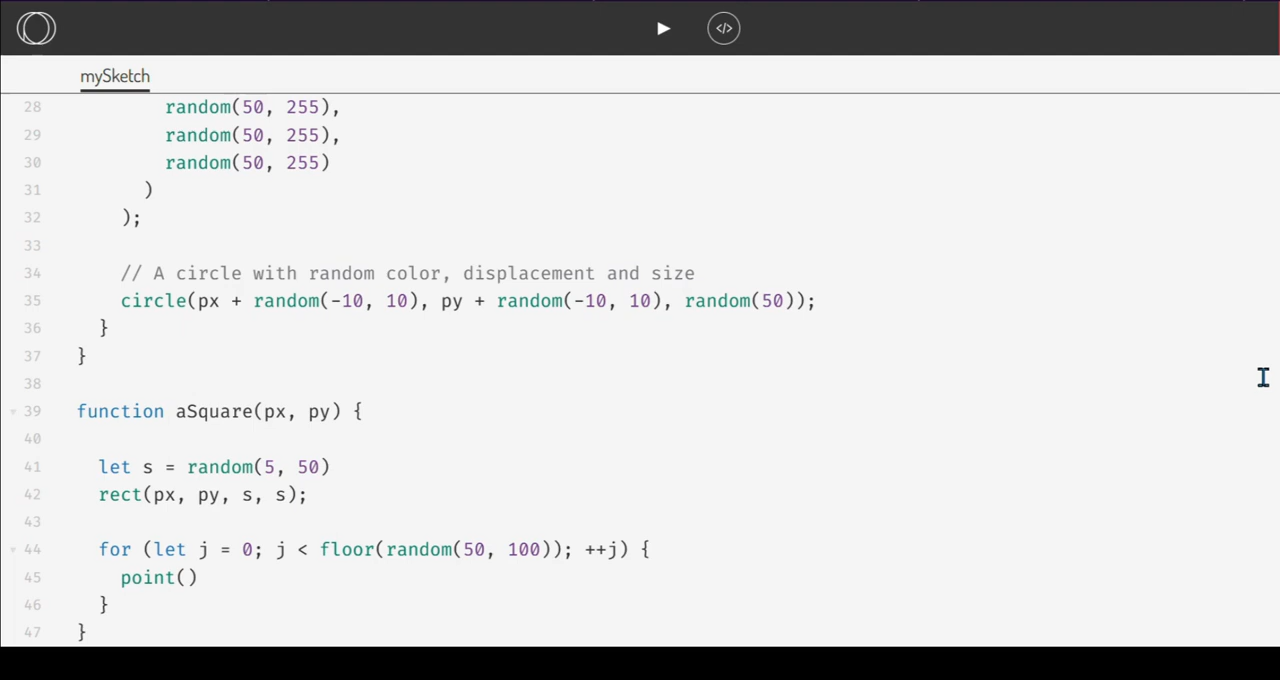 </>
mySketch
28 random(50, 255),
29 random(50, 255),
30 random(50, 255)
31 )
32 );
33
34 // A circle with random color, displacement and size
35 circle(px + random(-10, 10), py + random(-10, 10), random(50));
36 }
37 }
38
39 function aSquare(px, py) {
40
41 let s = random(5, 50)
42 rect(px, py, s, s);
43
44 for (let j = 0; j < floor(random(50, 100)); ++j) {
45 point()
46 }
47 }